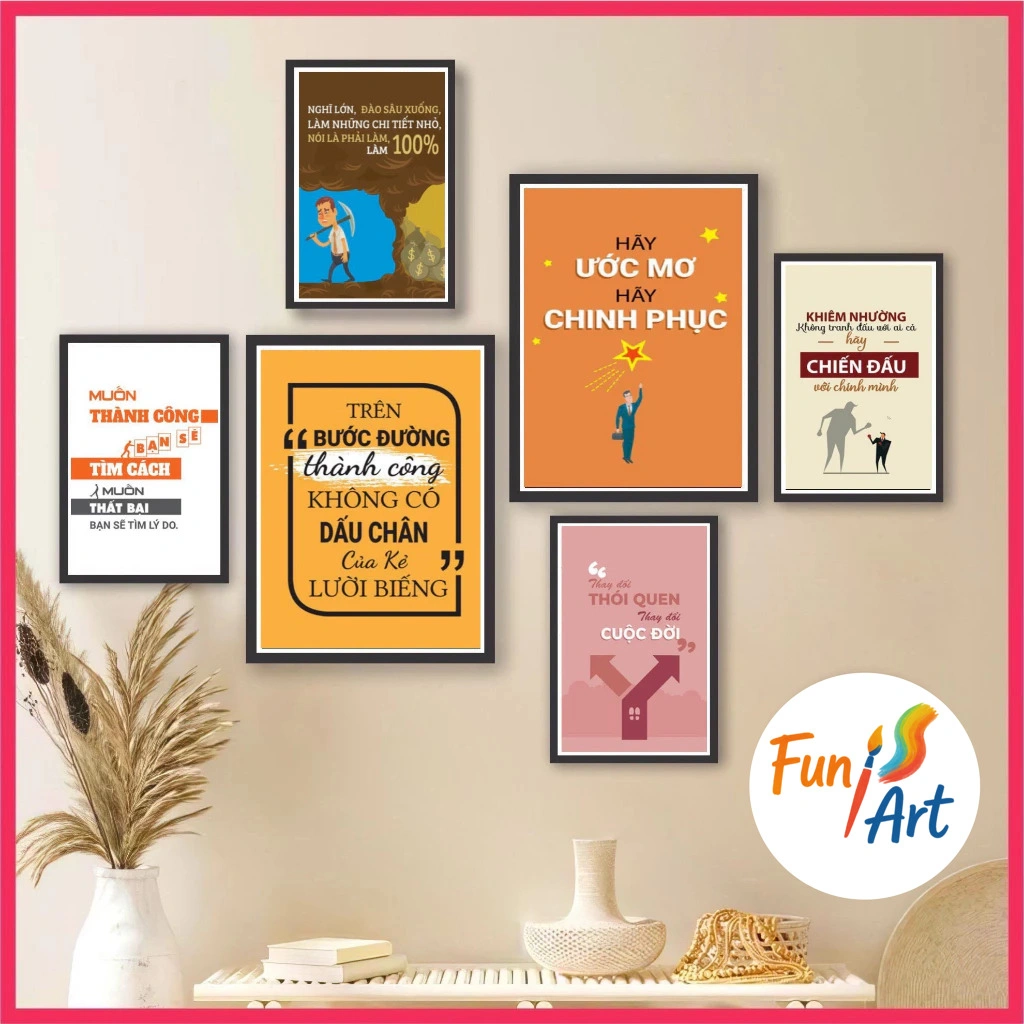 NGHĨ LỚN, ĐÀO SÂU XUỐNG,
LÀM NHỮNG CHI TIẾT NHỎ,
NÓI LÀ PHẢI LÀM,
LÀM 100%
HÃY
ƯỚC MƠ
HÃY
CHINH PHỤC
KHIÊM NHƯỜNG
Không tranh đấu với ai cả
hãy
CHIẾN ĐẤU
với chính mình
MUỒN
THÀNH CÔNG
BẠN SẼ
TÌM CÁCH
MUỒN
THẤT BẠI
BẠN SẼ TÌM LÝ DO.
TRÊN
“ BƯỚC ĐƯỜNG
thành công
KHÔNG CÓ
DẤU CHÂN
Của Kẻ ”
LƯỜI BIẾNG
“
Thay đổi
THÓI QUEN
Thay đổi
CUỘC ĐỜI
”
Fun
Art